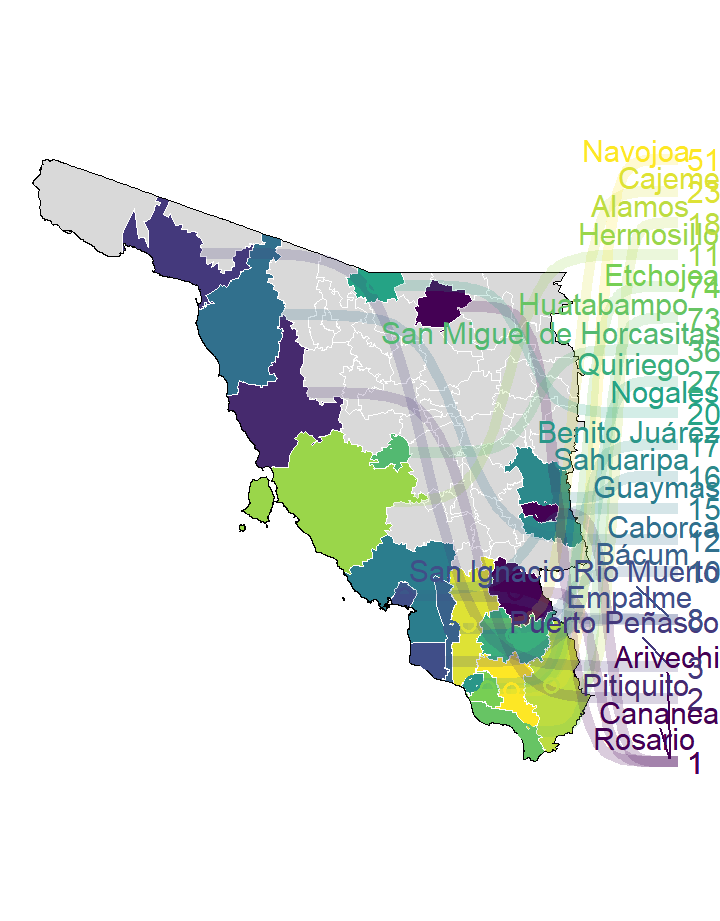 Navojoa 51
Cajeme 23
Alamos 18
Hermosillo 11
Etchojoa 74
Huatabampo 73
San Miguel de Horcasitas 36
Quiriego 27
Nogales 20
Benito Juárez 17
Sahuaripa 16
Guaymas 15
Caborca 12
Bácum 10
San Ignacio Río Muerto
Empalme 8
Puerto Peñasco
Arivechi 3
Pitiquito 2
Cananea
Rosario 1